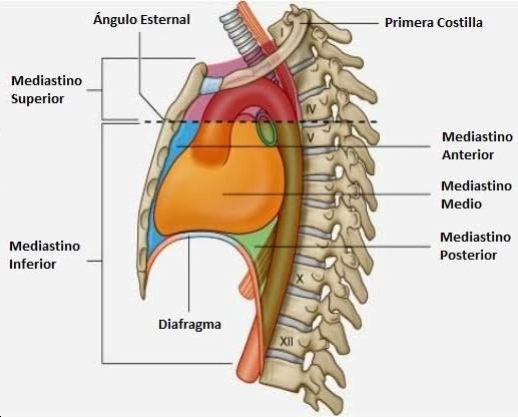 Ángulo Esternal
Primera Costilla
Mediastino
Superior
I
IV
V
Mediastino
Anterior
Mediastino
Medio
Mediastino
Posterior
Mediastino
Inferior
X
Diafragma
XII